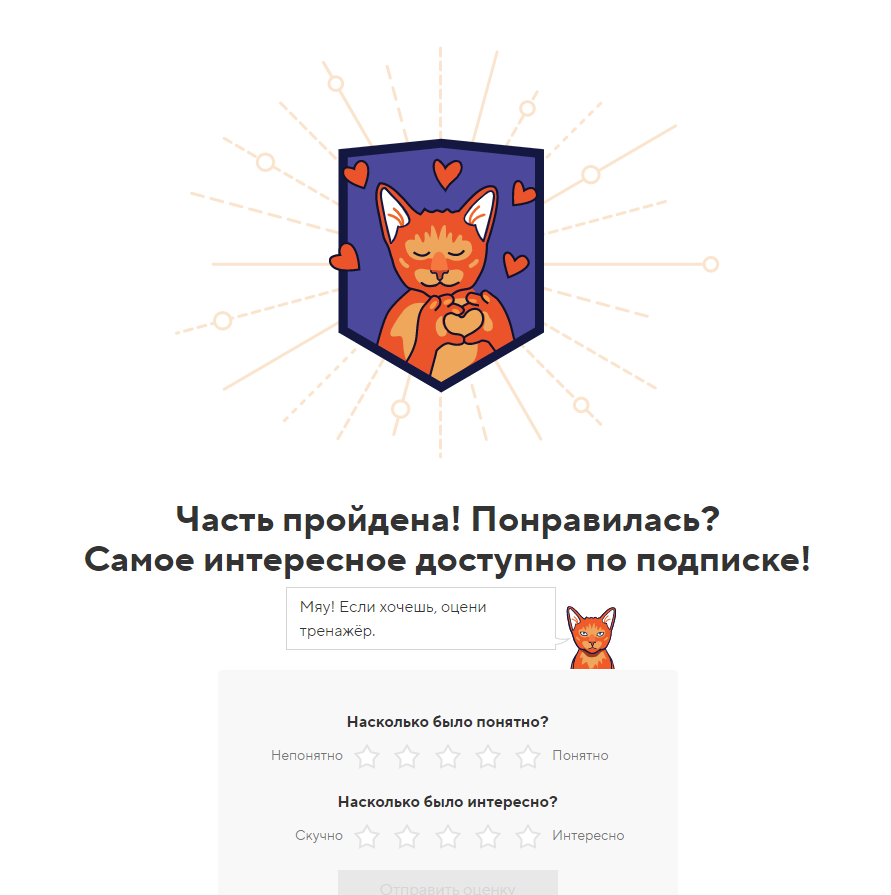 Часть пройдена! Понравилась?
Самое интересное доступно по подписке!
Мяу! Если хочешь, оцени
тренажёр.
Насколько было понятно?
Непонятно Понятно
Насколько было интересно?
Скучно Интересно
Отправить оценку